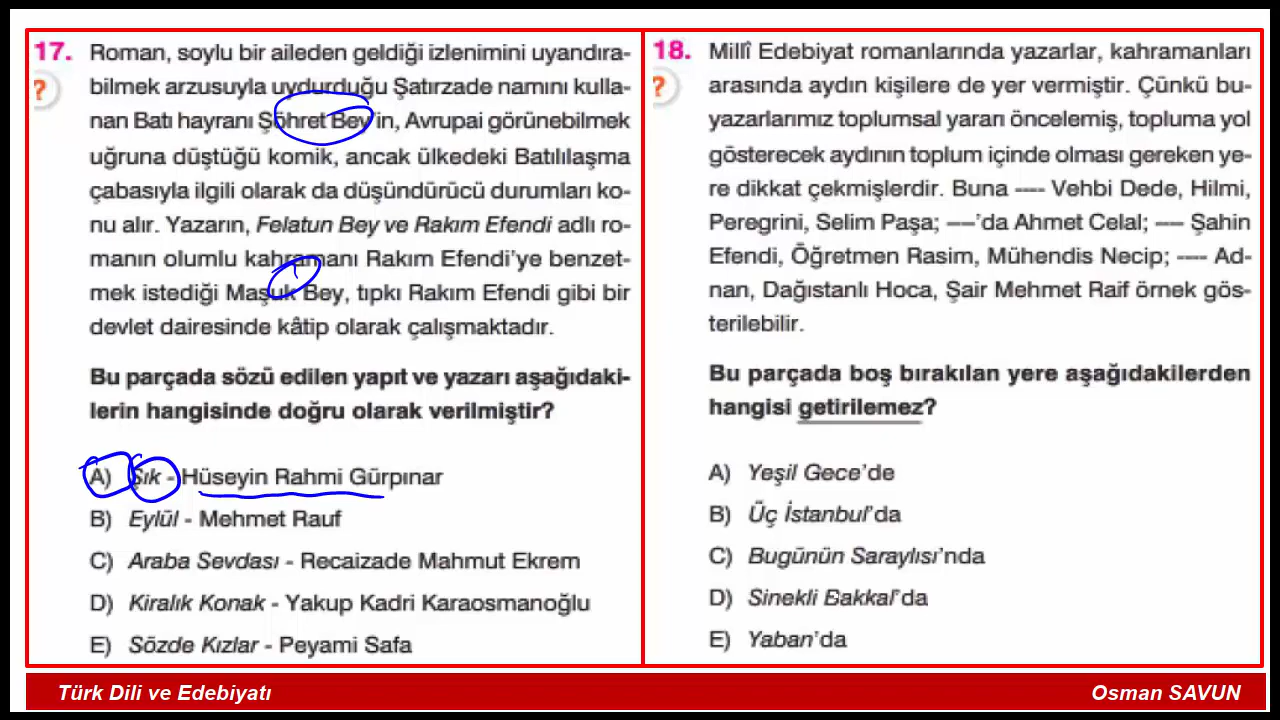 17. Roman, soylu bir aileden geldiği izlenimini uyandıra-
bilmek arzusuyla uydurduğu Şatırzade namını kulla-
nan Batı hayranı Şöhret Bey'in, Avrupai görünebilmek
uğruna düştüğü komik, ancak ülkedeki Batılılaşma
çabasıyla ilgili olarak da düşündürücü durumları ko-
nu alır. Yazarın, Felatun Bey ve Rakım Efendi adlı ro-
manın olumlu kahramanı Rakım Efendi'ye benzet-
mek istediği Maşuk Bey, tıpkı Rakım Efendi gibi bir
devlet dairesinde kâtip olarak çalışmaktadır.
Bu parçada sözü edilen yapıt ve yazarı aşağıdaki-
lerin hangisinde doğru olarak verilmiştir?
A) Şık - Hüseyin Rahmi Gürpınar
B) Eylül - Mehmet Rauf
C) Araba Sevdası - Recaizade Mahmut Ekrem
D) Kiralık Konak - Yakup Kadri Karaosmanoğlu
E) Sözde Kızlar - Peyami Safa
18. Millî Edebiyat romanlarında yazarlar, kahramanları
?
arasında aydın kişilere de yer vermiştir. Çünkü bu-
yazarlarımız toplumsal yararı öncelemiş, topluma yol
gösterecek aydının toplum içinde olması gereken ye-
re dikkat çekmişlerdir. Buna ---- Vehbi Dede, Hilmi,
Peregrini, Selim Paşa; ----'da Ahmet Celal; ---- Şahin
Efendi, Öğretmen Rasim, Mühendis Necip; ---- Ad-
nan, Dağıstanlı Hoca, Şair Mehmet Raif örnek gös-
terilebilir.
Bu parçada boş bırakılan yere aşağıdakilerden
hangisi getirilemez?
A) Yeşil Gece'de
B) Üç İstanbul'da
C) Bugünün Saraylısı'nda
D) Sinekli Bakkal'da
E) Yaban'da
?
Türk Dili ve Edebiyatı
Osman SAVUN